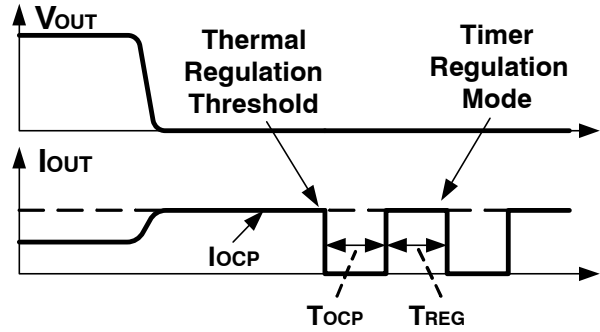 VOUT
Thermal
Regulation
Threshold
Timer
Regulation
Mode
IOUT
IOCP
TOCP
TREG